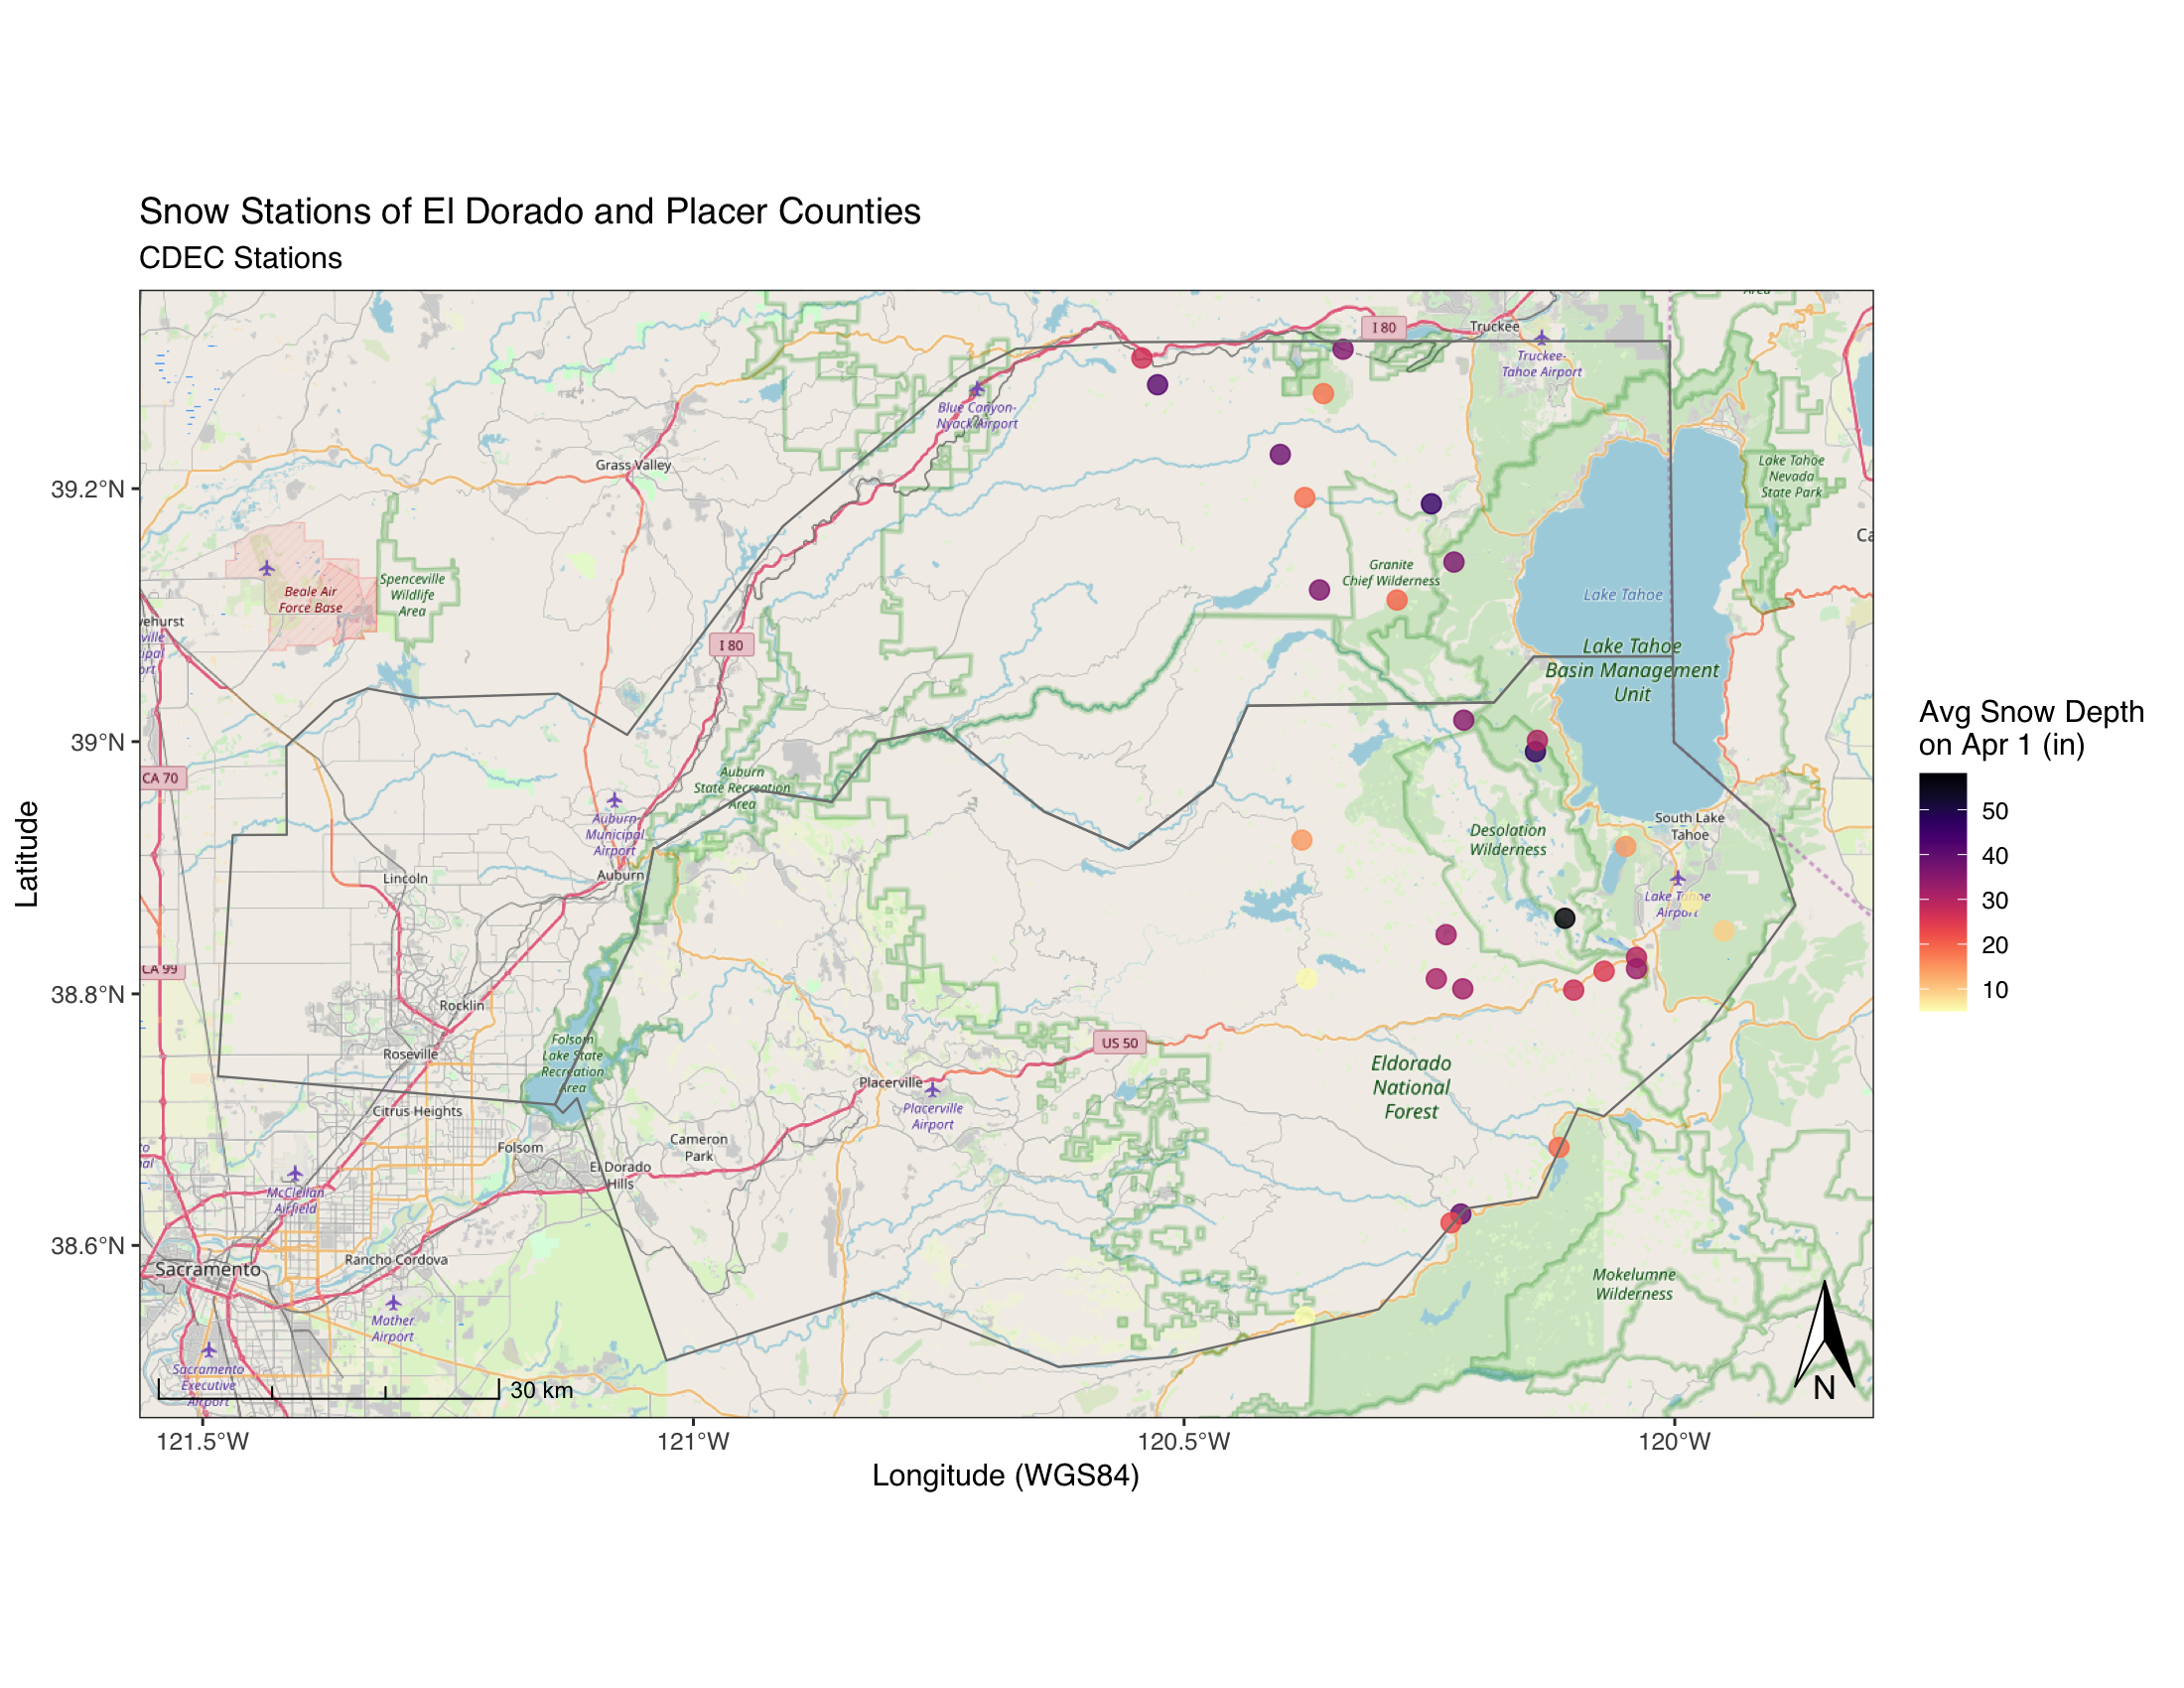 Snow Stations of El Dorado and Placer Counties
CDEC Stations
Latitude
39.2°N
39°N
38.8°N
38.6°N
I 80
Truckee
Truckee-
Tahoe Airport
Blue Canyon-
Nyack Airport
Grass Valley
Lake Tahoe
Nevada
State Park
Beale Air
Force Base
Spenceville
Wildlife
Area
Granite
Chief Wilderness
Lake Tahoe
I 80
Lake Tahoe
Basin Management
Unit
CA 70
Auburn
State Recreation
Area
Auburn
Municipal
Airport
Auburn
Lincoln
Desolation
Wilderness
South Lake
Tahoe
Lake Tahoe
Airport
CA 99
Rocklin
Roseville
Folsom
Lake State
Recreation
Area
US 50
Placerville
Placerville
Airport
Eldorado
National
Forest
Citrus Heights
Folsom
Cameron
Park
El Dorado
Hills
McClellan
Airfield
Rancho Cordova
Sacramento
Mather
Airport
Sacramento
Executive
Airport
Mokelumne
Wilderness
30 km
N
121.5°W
121°W
120.5°W
120°W
Longitude (WGS84)
Avg Snow Depth
on Apr 1 (in)
50
40
30
20
10